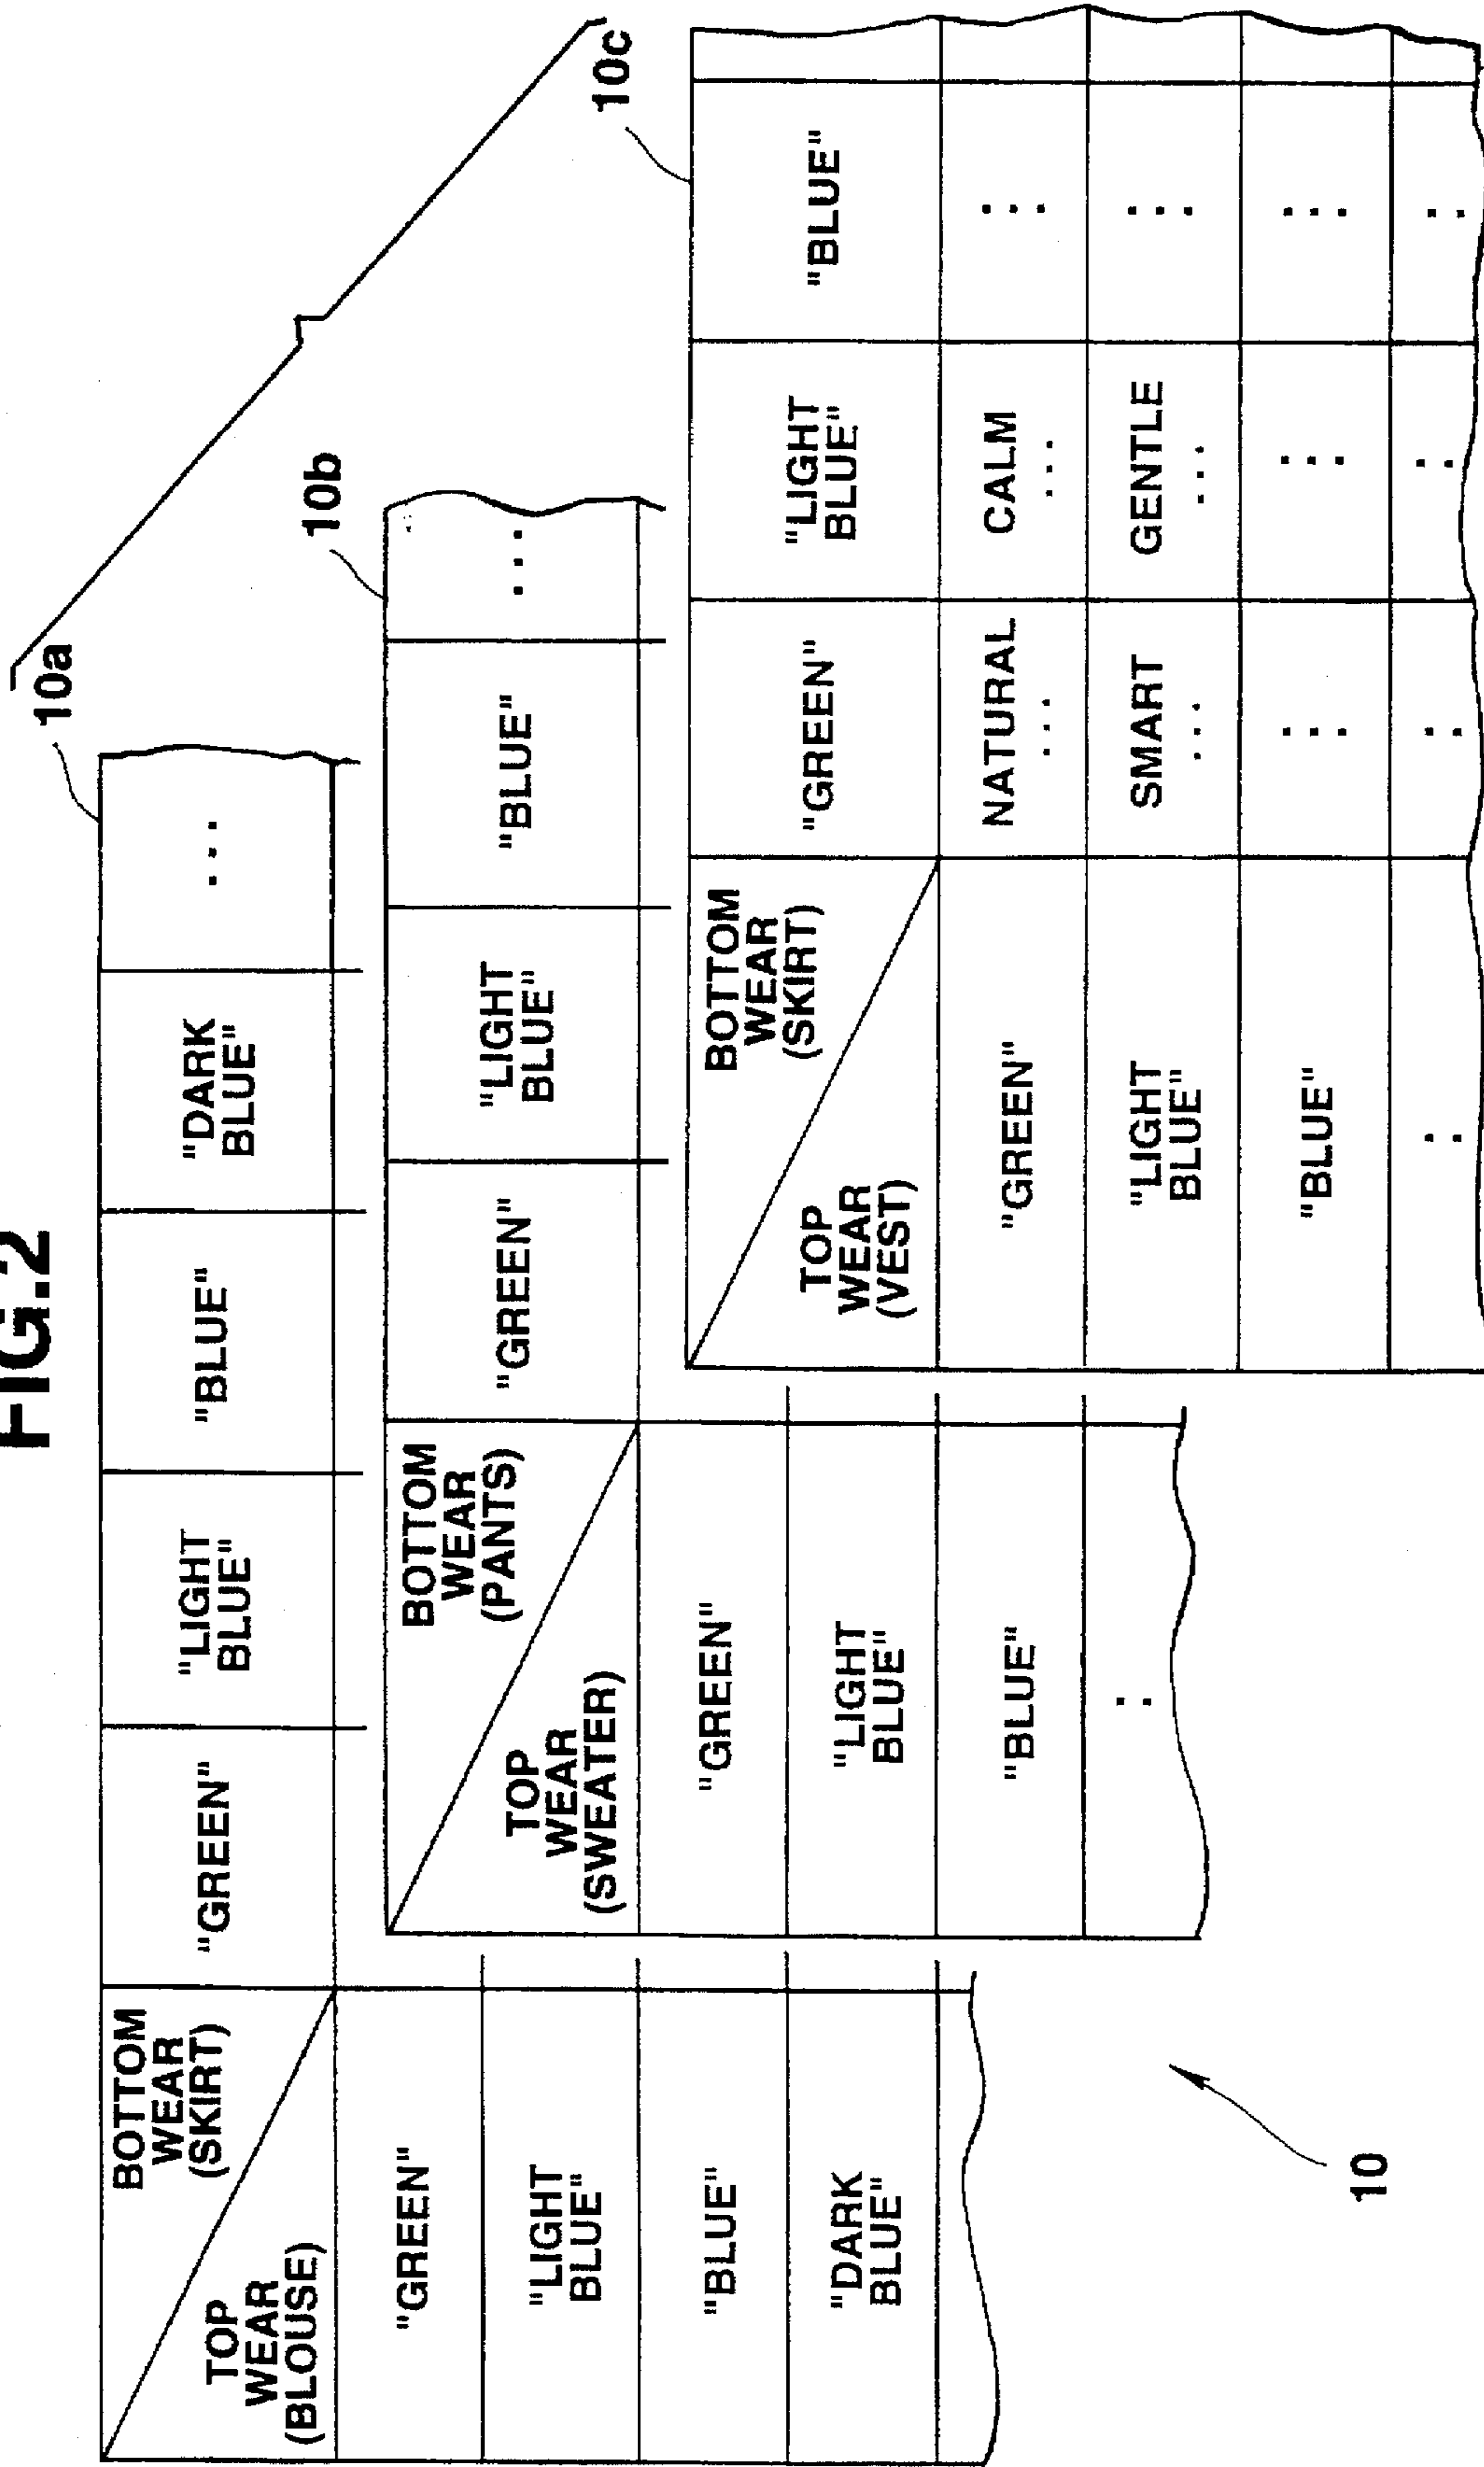 FIG.2
10a
BOTTOM
WEAR
(SKIRT)
TOP
WEAR
(BLOUSE)
"GREEN"
"LIGHT
BLUE"
"BLUE"
"DARK
BLUE"
...
"GREEN"
"LIGHT
BLUE"
"BLUE"
"DARK
BLUE"
10b
BOTTOM
WEAR
(PANTS)
TOP
WEAR
(SWEATER)
"GREEN"
"LIGHT
BLUE"
"BLUE"
...
"GREEN"
"LIGHT
BLUE"
"BLUE"
..
10c
BOTTOM
WEAR
(SKIRT)
TOP
WEAR
(VEST)
"GREEN"
"LIGHT
BLUE"
"BLUE"
"GREEN"
NATURAL
...
CALM
...
...
"LIGHT
BLUE"
SMART
...
GENTLE
...
...
"BLUE"
...
...
...
..
..
..
..
10